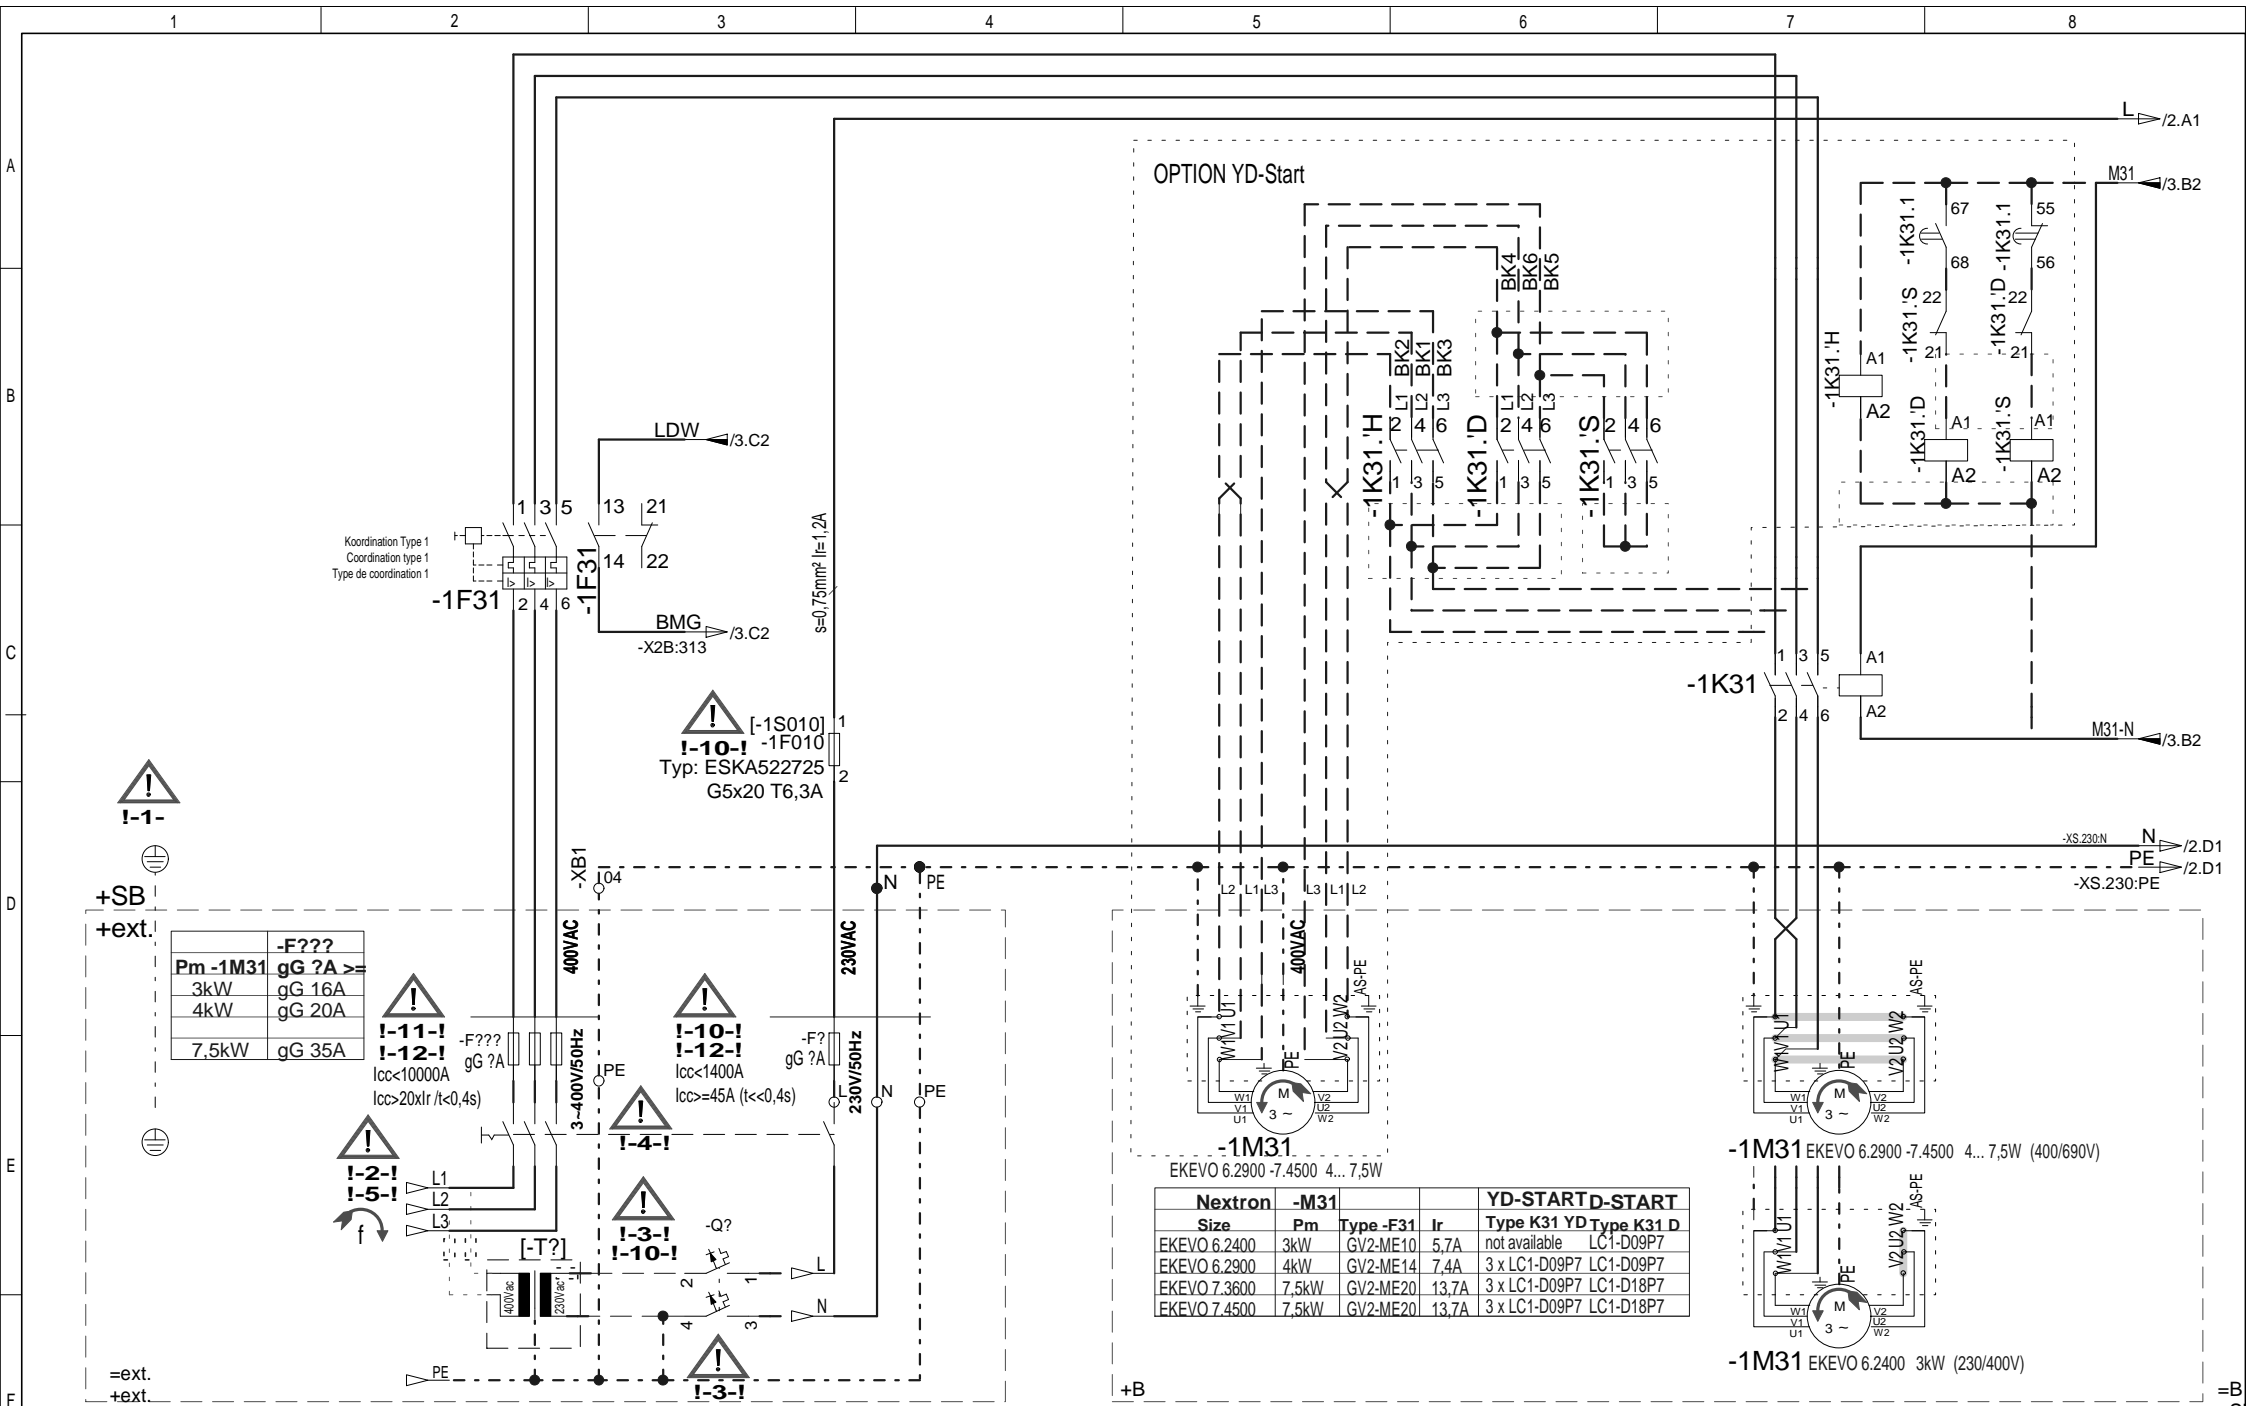 1 2 3 4 5 6 7 8
A
B
C
D
E
F
L /2.A1
OPTION YD-Start
M31 /3.B2
-1K31.1 67 68
-1K31.1 55 56
BK4 BK6 BK5
-1K31.'S 22 21
-1K31.'D 22 21
-1K31.'H A1 A2
BK2 BK1 BK3
L1 L2 L3
L1 L2 L3
-1K31.'D A1 A2
-1K31.'S A1 A2
-1K31.'H 2 4 6
1 3 5
-1K31.'D 2 4 6
1 3 5
-1K31.'S 2 4 6
1 3 5
LDW /3.C2
1 3 5 13 21
Koordination Type 1
Coordination type 1
Type de coordination 1
I> I> I>
14 22
-1F31 2 4 6 -1F31
s=0,75mm² Ir=1,2A
BMG /3.C2
-X2B:313
1 3 5 A1
-1K31
2 4 6 A2
M31-N /3.B2
! [-1S010] 1
!-10-! -1F010
Typ: ESKA522725 2
G5x20 T6,3A
!
!-1-
-XS.230:N N /2.D1
PE /2.D1
-XS.230:PE
-XB1 04
N PE
L2 L1 L3 L3 L1 L2
+SB
+ext.
-F???
Pm -1M31 gG ?A >=
3kW gG 16A
4kW gG 20A
7,5kW gG 35A
400VAC
230VAC
400VAC
!
!-11-!
!-12-!
Icc<10000A
Icc>20xIr /t<0,4s)
-F???
gG ?A
3~400V/50Hz
PE
!
!-10-!
!-12-!
Icc<1400A
Icc>=45A (t<<0,4s)
-F?
gG ?A
230V/50Hz
L N PE
!
!-4-!
!
!-2-!
!-5-!
L1
L2
L3
f
!
!-3-!
!-10-!
-Q?
[-T?]
400Vac 230Vac
2 1 L
4 3 N
PE
!
!-3-!
=ext.
+ext.
AS-PE
W1 V1 U1 V2 U2 W2
PE
M
3 ~
W1 V1 U1
V2 U2 W2
-1M31
EKEVO 6.2900 -7.4500 4... 7,5W
AS-PE
W1 V1 U1 V2 U2 W2
PE
M
3 ~
W1 V1 U1
V2 U2 W2
-1M31 EKEVO 6.2900 -7.4500 4... 7,5W (400/690V)
Nextron -M31 YD-START D-START
Size Pm Type -F31 Ir Type K31 YD Type K31 D
EKEVO 6.2400 3kW GV2-ME10 5,7A not available LC1-D09P7
EKEVO 6.2900 4kW GV2-ME14 7,4A 3 x LC1-D09P7 LC1-D09P7
EKEVO 7.3600 7,5kW GV2-ME20 13,7A 3 x LC1-D09P7 LC1-D18P7
EKEVO 7.4500 7,5kW GV2-ME20 13,7A 3 x LC1-D09P7 LC1-D18P7
AS-PE
W1 V1 U1 V2 U2 W2
PE
M
3 ~
W1 V1 U1
V2 U2 W2
-1M31 EKEVO 6.2400 3kW (230/400V)
+B
=B